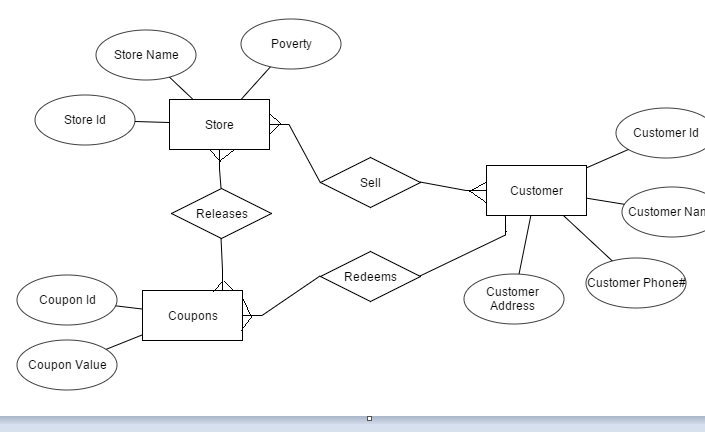 Store Name
Poverty
Store Id
Store
Customer Id
Sell
Customer
Customer Nam
Releases
Redeems
Customer Phone#
Customer
Address
Coupon Id
Coupons
Coupon Value